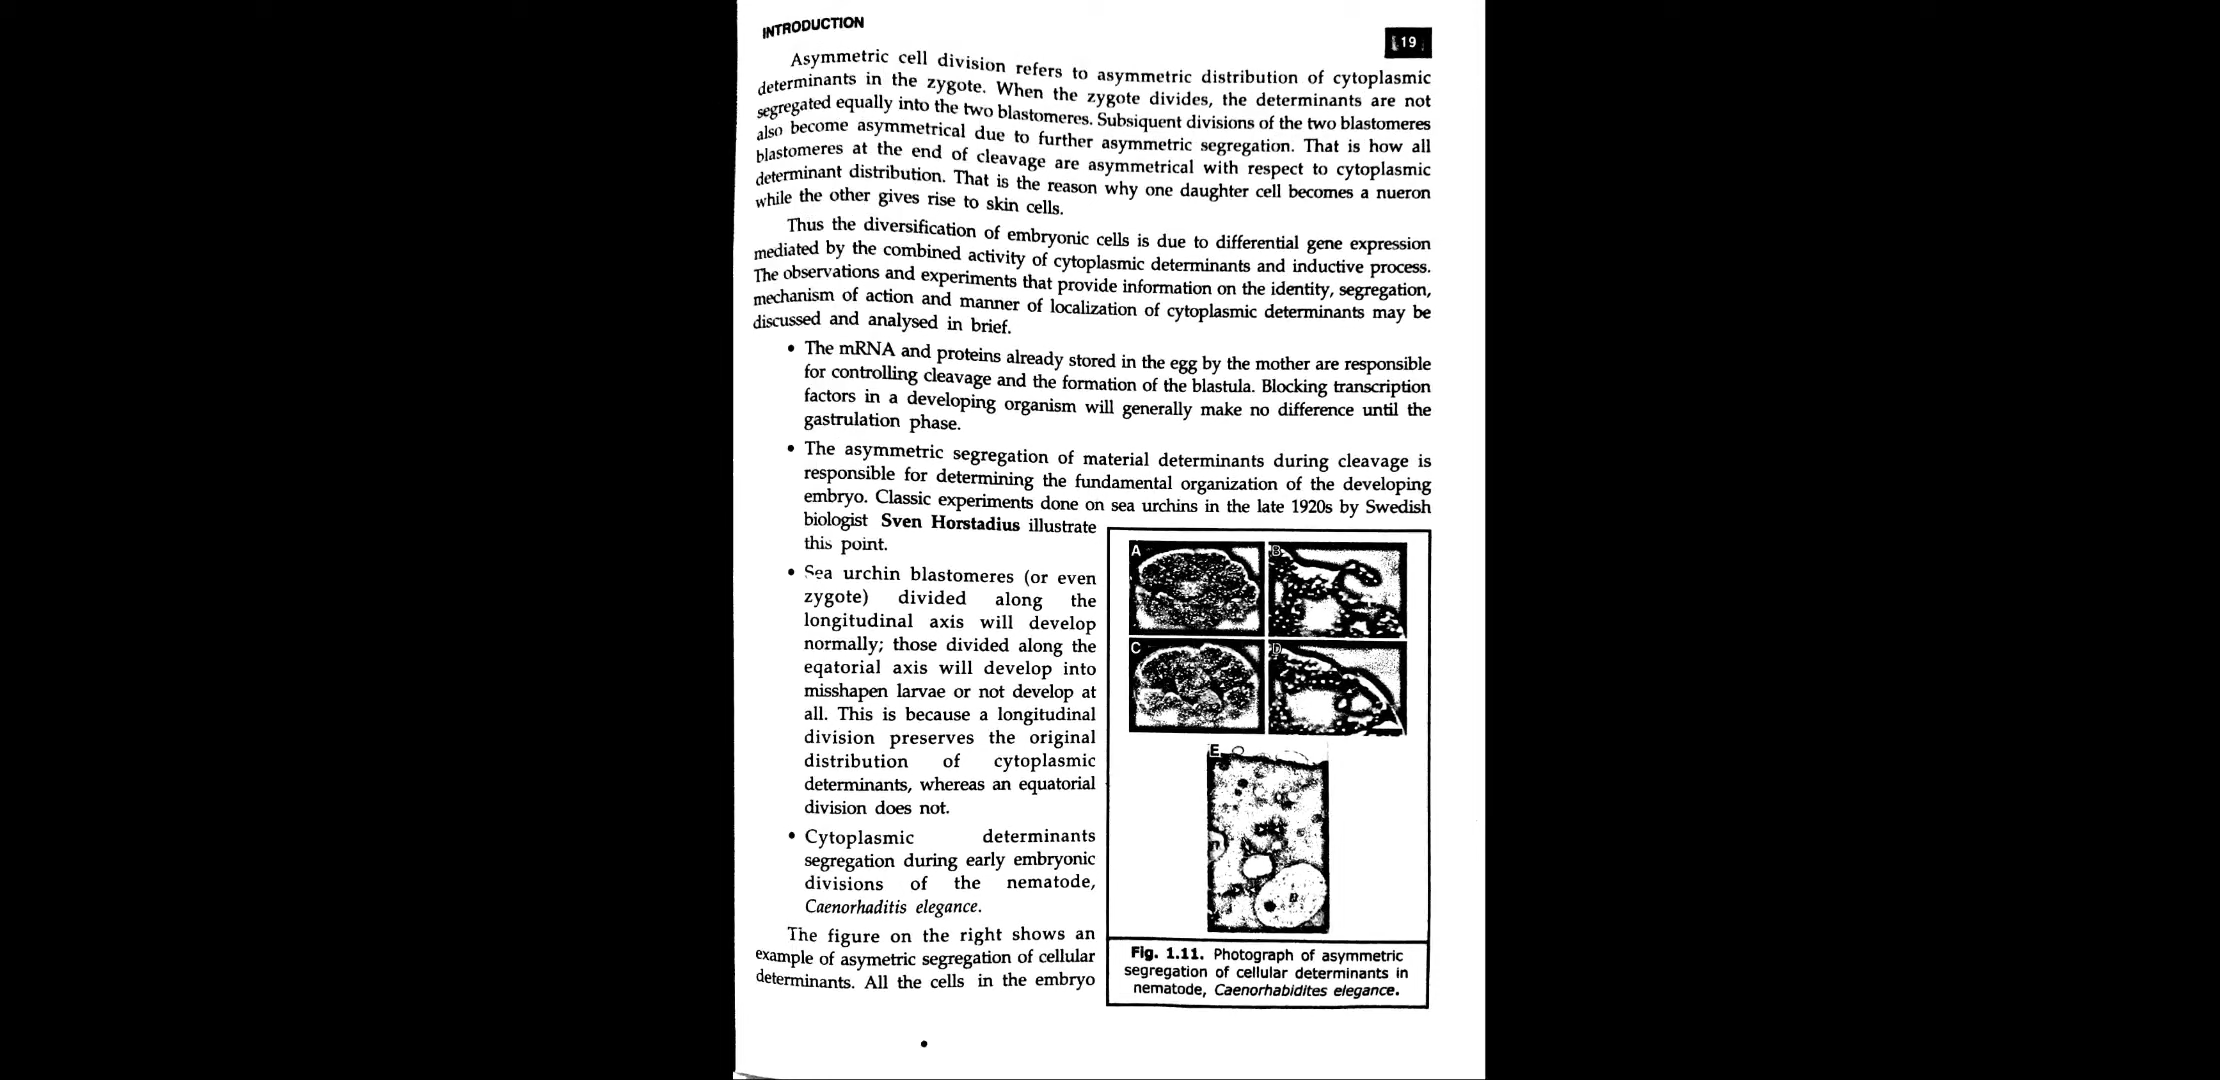 INTRODUCTION
19
Asymmetric cell division refers to asymmetric distribution of cytoplasmic
determinants in the zygote. When the zygote divides, the determinants are not
segregated equally into the two blastomeres. Subsiquent divisions of the two blastomeres
also become asymmetrical due to further asymmetric segregation. That is how all
blastomeres at the end of cleavage are asymmetrical with respect to cytoplasmic
determinant distribution. That is the reason why one daughter cell becomes a nueron
while the other gives rise to skin cells.
Thus the diversification of embryonic cells is due to differential gene expression
mediated by the combined activity of cytoplasmic determinants and inductive process.
The observations and experiments that provide information on the identity, segregation,
mechanism of action and manner of localization of cytoplasmic determinants may be
discussed and analysed in brief.
• The mRNA and proteins already stored in the egg by the mother are responsible
for controlling cleavage and the formation of the blastula. Blocking transcription
factors in a developing organism will generally make no difference until the
gastrulation phase.
• The asymmetric segregation of material determinants during cleavage is
responsible for determining the fundamental organization of the developing
embryo. Classic experiments done on sea urchins in the late 1920s by Swedish
biologist Sven Horstadius illustrate
this point.
• Sea urchin blastomeres (or even
zygote) divided along the
longitudinal axis will develop
normally; those divided along the
eqatorial axis will develop into
misshapen larvae or not develop at
all. This is because a longitudinal
division preserves the original
distribution of cytoplasmic
determinants, whereas an equatorial
division does not.
• Cytoplasmic determinants
segregation during early embryonic
divisions of the nematode,
Caenorhaditis elegance.
The figure on the right shows an
example of asymetric segregation of cellular
determinants. All the cells in the embryo
A
B
C
D
E
Fig. 1.11. Photograph of asymmetric
segregation of cellular determinants in
nematode, Caenorhabidites elegance.